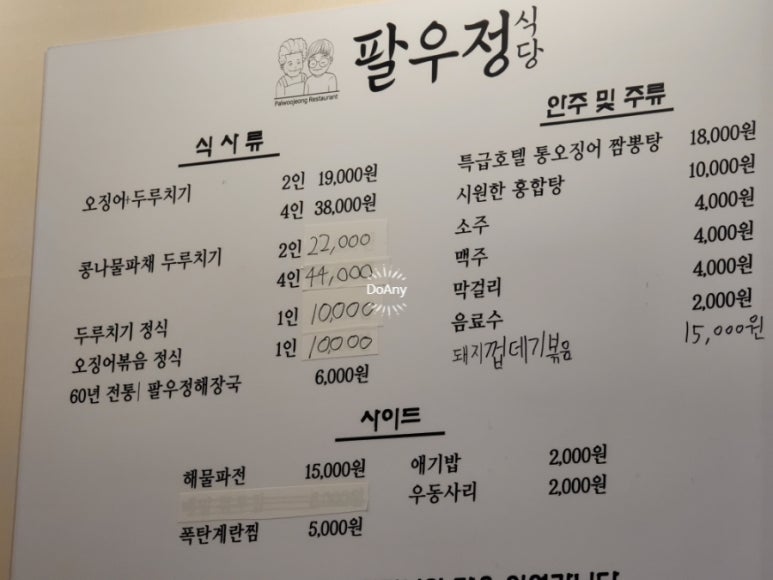 팔우정 식당
Palwoojeong Restaurant
식사류
오징어+두루치기 2인 19,000원
4인 38,000원
콩나물파채 두루치기 2인 22,000
4인 44,000
두루치기 정식 1인 10,000
오징어볶음 정식 1인 10,000
60년 전통| 팔우정해장국 6,000원
안주 및 주류
특급호텔 통오징어 짬뽕탕 18,000원
시원한 홍합탕 10,000원
소주 4,000원
맥주 4,000원
막걸리 4,000원
음료수 2,000원
돼지껍데기볶음 15,000원
DoAny
사이드
해물파전 15,000원
폭탄계란찜 5,000원
애기밥 2,000원
우동사리 2,000원